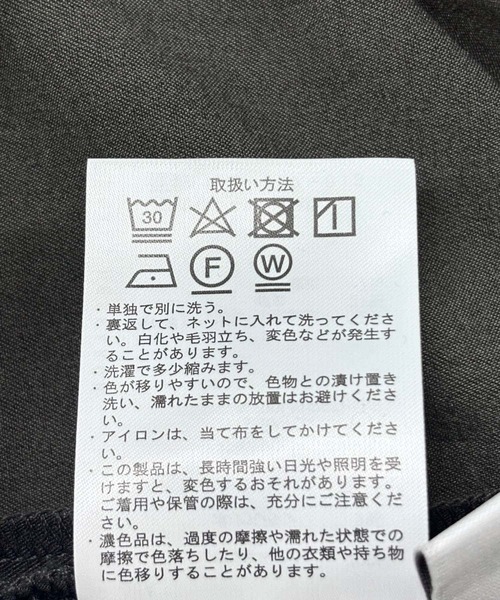 取扱い方法
30
F
W
・単独で別に洗う。
・裏返して、ネットに入れて洗ってくださ
い。白化や毛羽立ち、変色などが発生す
ることがあります。
・洗濯で多少縮みます。
・色が移りやすいので、色物との漬け置き
洗い、濡れたままの放置はお避けくださ
い。
・アイロンは、当て布をしてかけてくださ
い。
・この製品は、長時間強い日光や照明を受
けますと、変色するおそれがあります。
ご着用や保管の際は、充分にご注意くだ
さい。
・濃色品は、過度の摩擦や濡れた状態での
摩擦で色落ちしたり、他の衣類や持ち物
に色移りすることがあります。